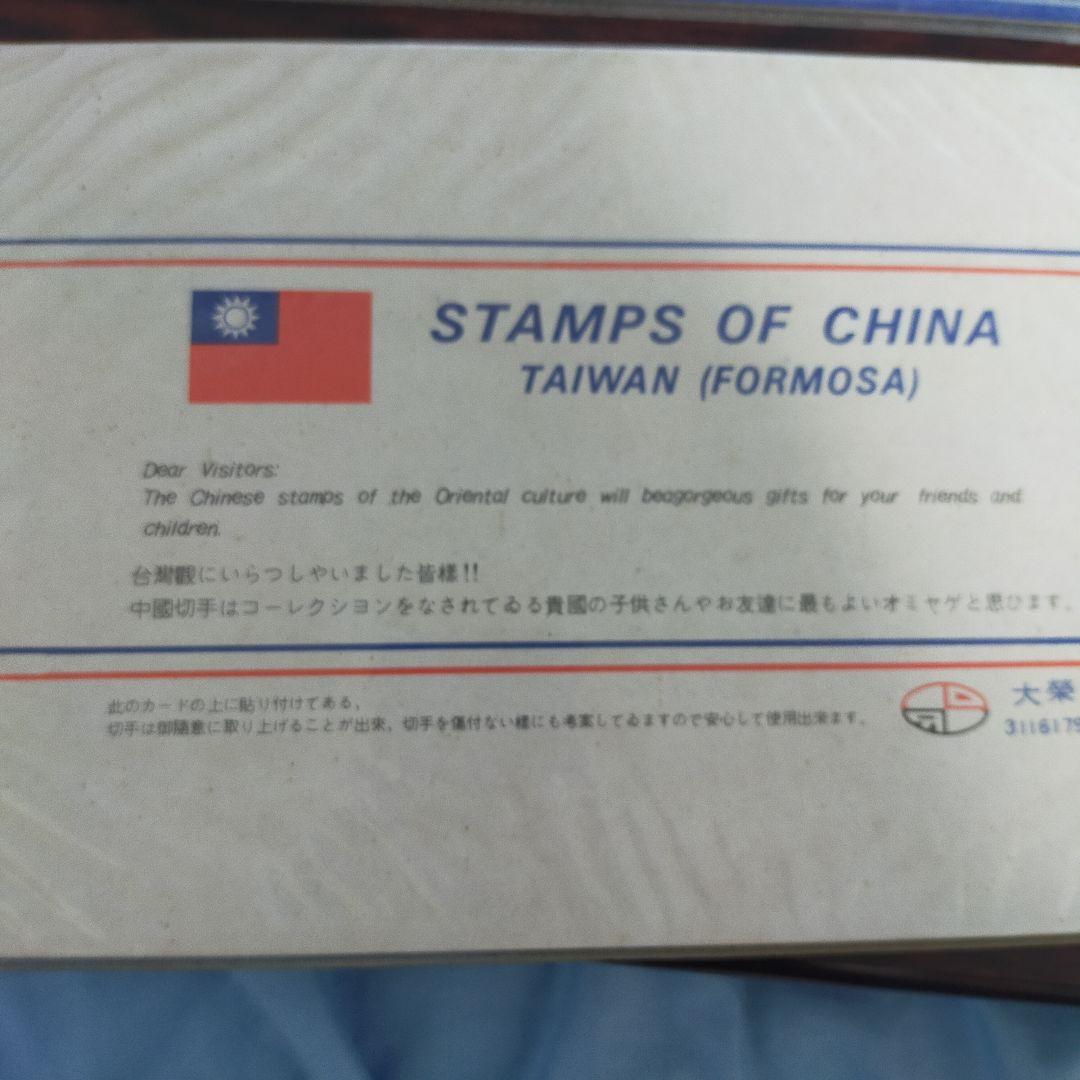 STAMPS OF CHINA
TAIWAN (FORMOSA)
Dear Visitors:
The Chinese stamps of the Oriental culture will beagorgeous gifts for your friends and
children.
台灣觀にいらつしやいました皆様!!
中國切手はコーレクシヨンをなされてゐる貴國の子供さんやお友達に最もよいオミヤゲと思ひます。
此のカードの上に貼り付けてある、
切手は御隨意に取り上げることが出來、切手を傷付ない様にも考案してゐますので安心して使用出來ます。
大榮
3116175